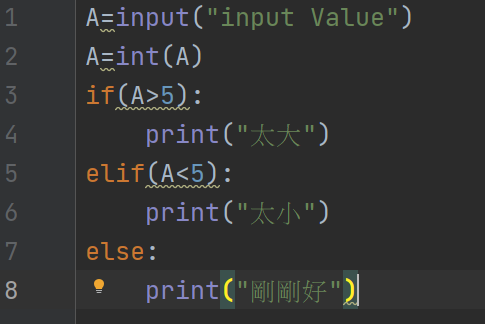 1 A=input("input Value")
2 A=int(A)
3 if(A>5):
4     print("太大")
5 elif(A<5):
6     print("太小")
7 else:
8     print("剛剛好")